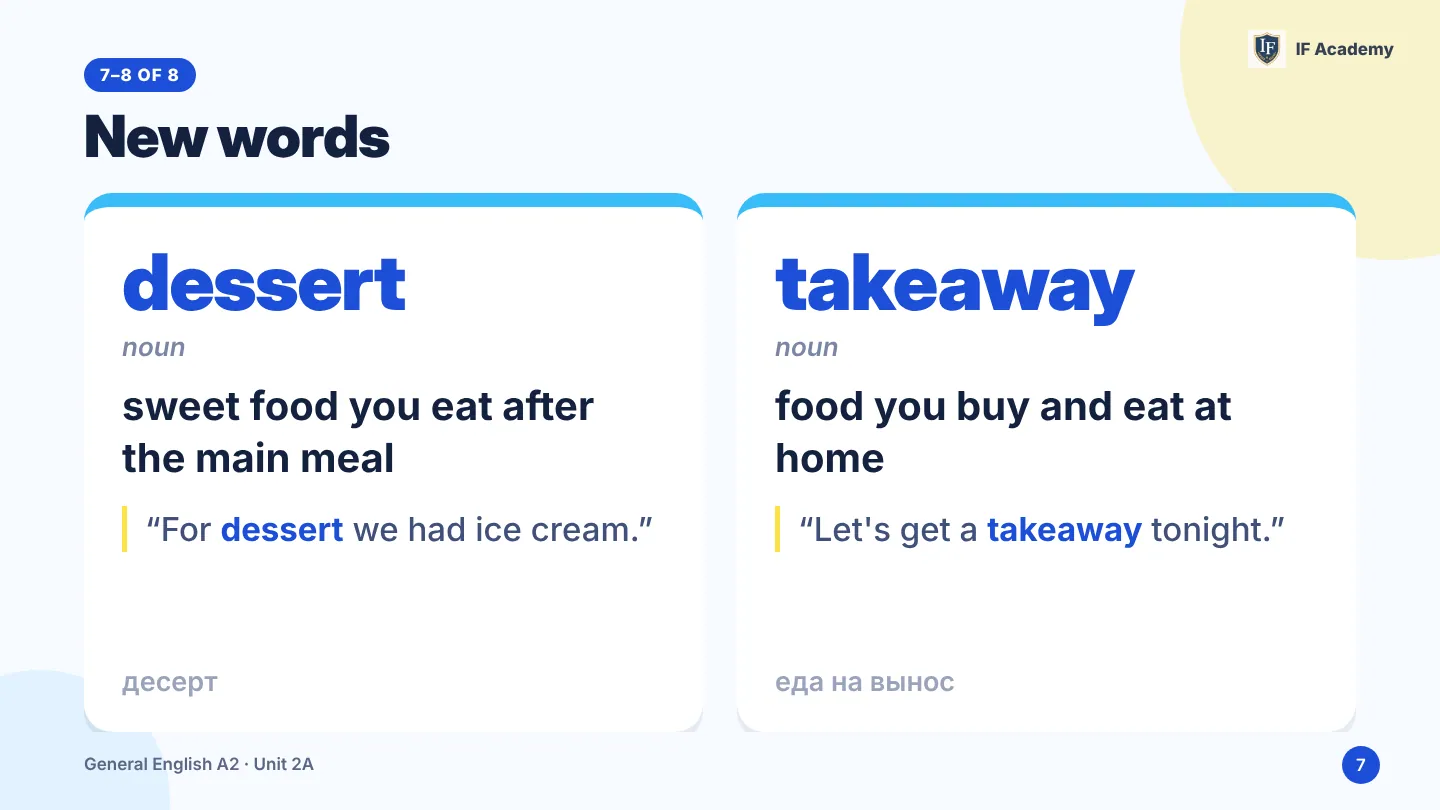 IF IF Academy
7–8 OF 8
New words
dessert
noun
sweet food you eat after
the main meal
“For dessert we had ice cream.”
десерт
takeaway
noun
food you buy and eat at
home
“Let's get a takeaway tonight.”
еда на вынос
General English A2 · Unit 2A
7